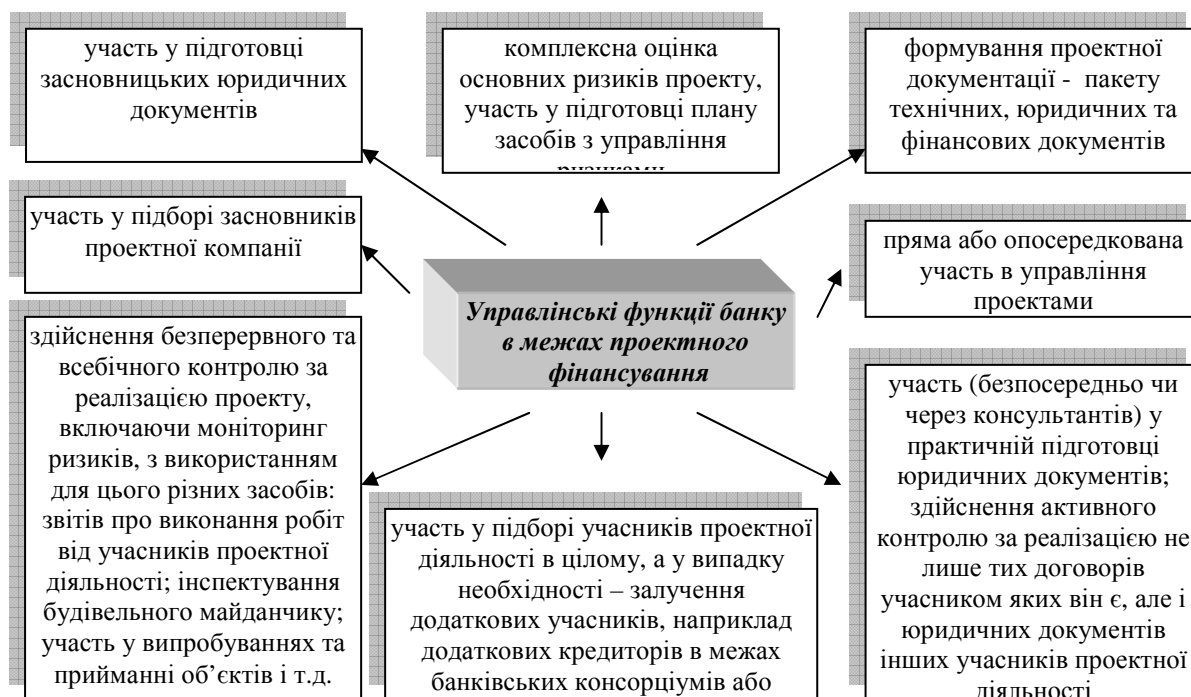 участь у підготовці
засновницьких юридичних
документів
комплексна оцінка
основних ризиків проекту,
участь у підготовці плану
засобів з управління
ризиками
формування проектної
документації - пакету
технічних, юридичних та
фінансових документів
участь у підборі засновників
проектної компанії
пряма або опосередкована
участь в управління
проектами
Управлінські функції банку
в межах проектного
фінансування
здійснення безперервного та
всебічного контролю за
реалізацією проекту,
включаючи моніторинг
ризиків, з використанням
для цього різних засобів:
звітів про виконання робіт
від учасників проектної
діяльності; інспектування
будівельного майданчику;
участь у випробуваннях та
прийманні об’єктів і т.д.
участь у підборі учасників проектної
діяльності в цілому, а у випадку
необхідності – залучення
додаткових учасників, наприклад
додаткових кредиторів в межах
банківських консорціумів або
участь (безпосередньо чи
через консультантів) у
практичній підготовці
юридичних документів;
здійснення активного
контролю за реалізацією не
лише тих договорів
учасником яких він є, але і
юридичних документів
інших учасників проектної
діяльності